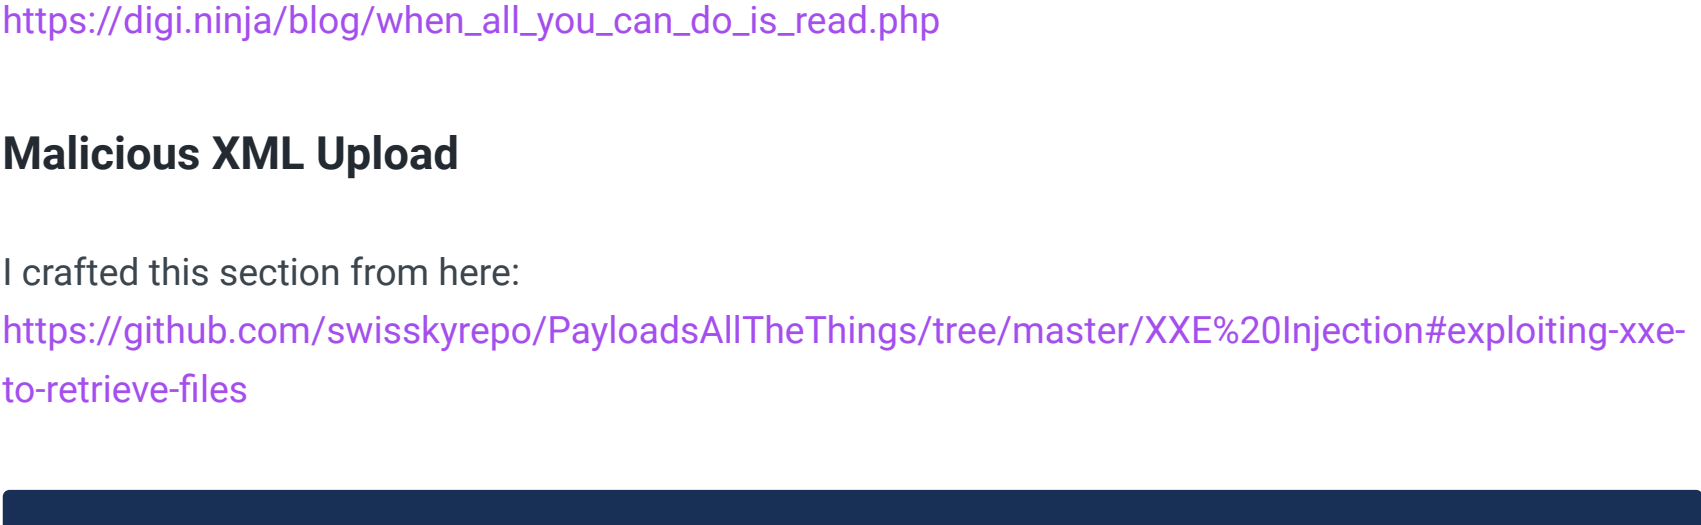 https://digi.ninja/blog/when_all_you_can_do_is_read.php
Malicious XML Upload
I crafted this section from here:
https://github.com/swisskyrepo/PayloadsAllTheThings/tree/master/XXE%20Injection#exploiting-xxe-
to-retrieve-files